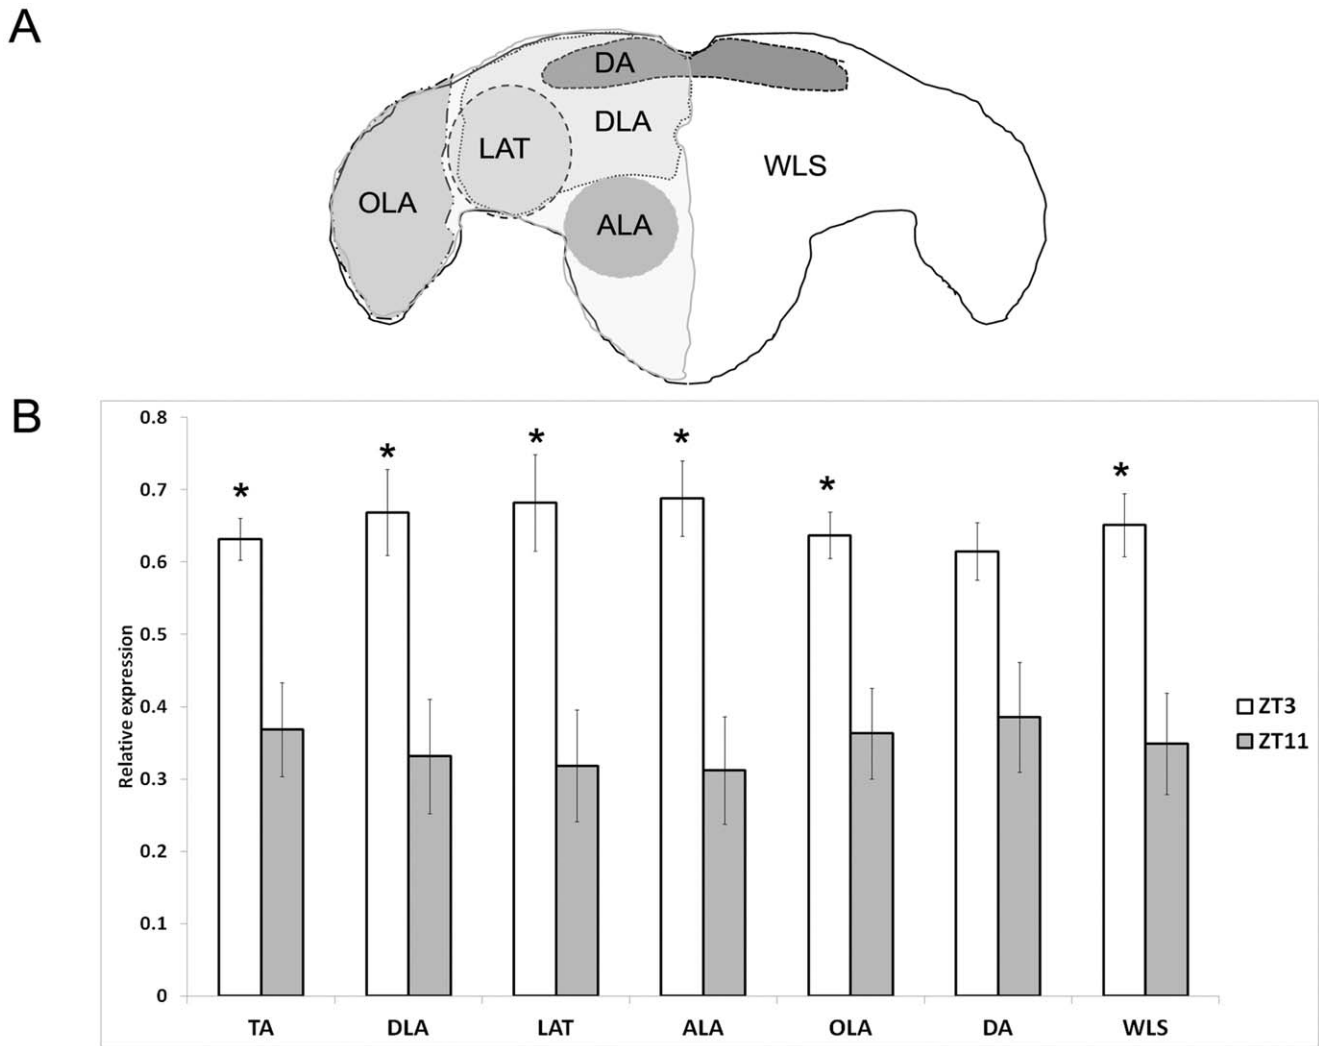 A
DA
DLA
LAT
WLS
OLA
ALA
B
0.8
0.7
0.6
0.5
0.4
0.3
0.2
0.1
0
Relative expression
* * * * * *
TA DLA LAT ALA OLA DA WLS
ZT3
ZT11